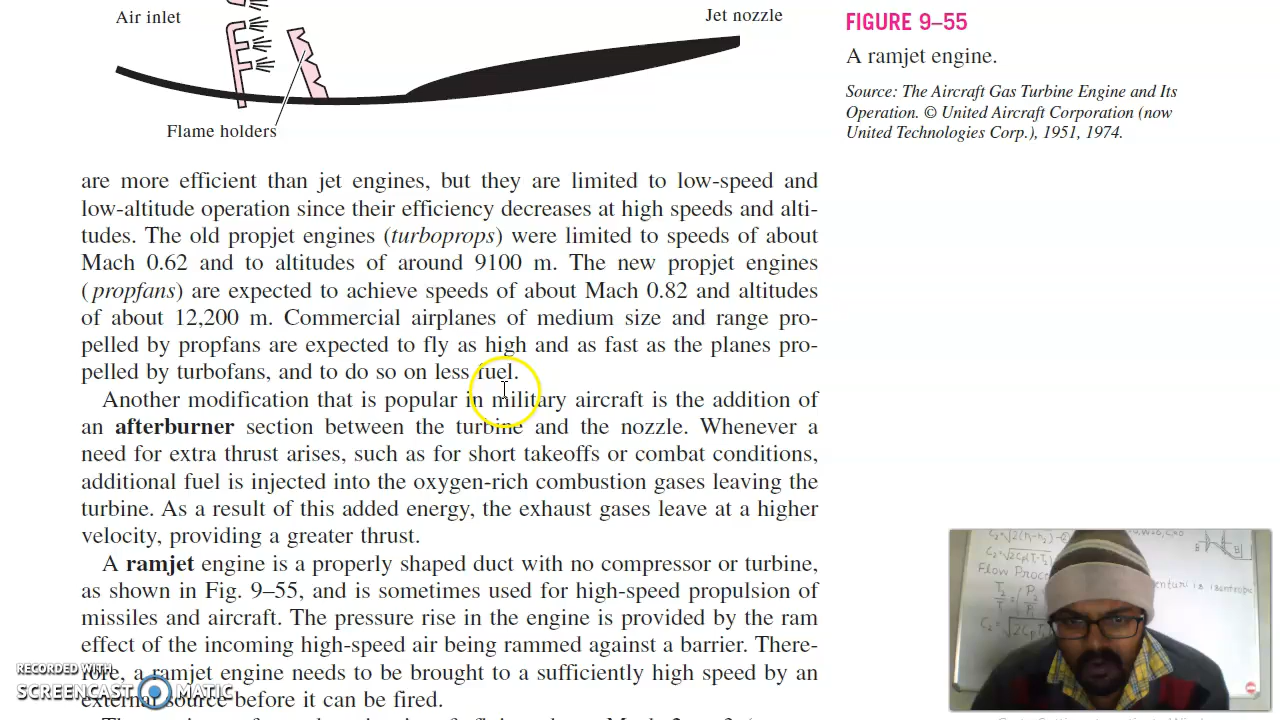 Air inlet
Jet nozzle
Flame holders
FIGURE 9–55
A ramjet engine.
Source: The Aircraft Gas Turbine Engine and Its
Operation. © United Aircraft Corporation (now
United Technologies Corp.), 1951, 1974.
are more efficient than jet engines, but they are limited to low-speed and
low-altitude operation since their efficiency decreases at high speeds and alti-
tudes. The old propjet engines (turboprops) were limited to speeds of about
Mach 0.62 and to altitudes of around 9100 m. The new propjet engines
(propfans) are expected to achieve speeds of about Mach 0.82 and altitudes
of about 12,200 m. Commercial airplanes of medium size and range pro-
pelled by propfans are expected to fly as high and as fast as the planes pro-
pelled by turbofans, and to do so on less fuel.
Another modification that is popular in military aircraft is the addition of
an afterburner section between the turbine and the nozzle. Whenever a
need for extra thrust arises, such as for short takeoffs or combat conditions,
additional fuel is injected into the oxygen-rich combustion gases leaving the
turbine. As a result of this added energy, the exhaust gases leave at a higher
velocity, providing a greater thrust.
A ramjet engine is a properly shaped duct with no compressor or turbine,
as shown in Fig. 9–55, and is sometimes used for high-speed propulsion of
missiles and aircraft. The pressure rise in the engine is provided by the ram
effect of the incoming high-speed air being rammed against a barrier. There-
fore, a ramjet engine needs to be brought to a sufficiently high speed by an
external source before it can be fired.
RECORDED WITH
SCREENCAST MATIC
Flow Proce
is isentropic